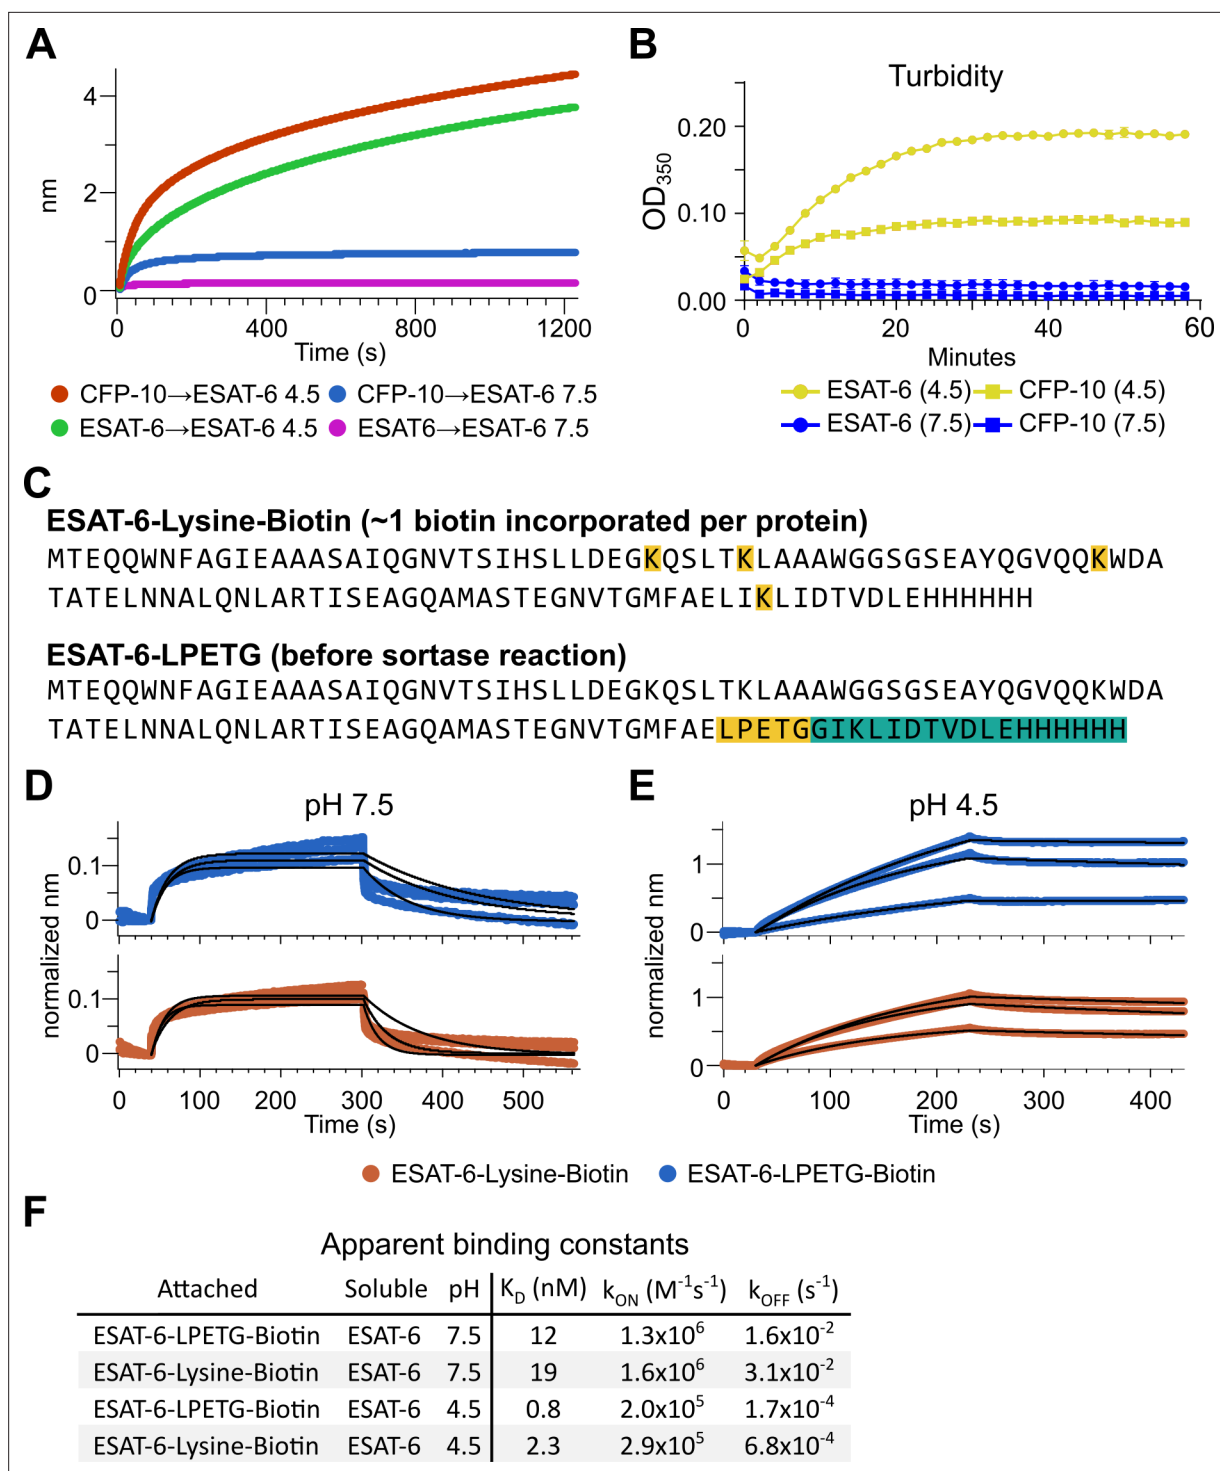 A
4
2
0
nm
0
400
800
1200
Time (s)
CFP-10→ESAT-6 4.5
CFP-10→ESAT-6 7.5
ESAT-6→ESAT-6 4.5
ESAT6→ESAT-6 7.5
B
Turbidity
0.20
0.10
0.00
OD350
0
20
40
60
Minutes
ESAT-6 (4.5)
CFP-10 (4.5)
ESAT-6 (7.5)
CFP-10 (7.5)
C
ESAT-6-Lysine-Biotin (~1 biotin incorporated per protein)
MTEQQWNFAGIEAAASAIQGNVTSIHSLLDEGKQSLTKLAAAWGGSGSEAYQGVQQKWDA
TATELNNALQNLARTISEAGQAMASTEGNVTGMFAELIKLIDTVDLEHHHHHH
ESAT-6-LPETG (before sortase reaction)
MTEQQWNFAGIEAAASAIQGNVTSIHSLLDEGKQSLTKLAAAWGGSGSEAYQGVQQKWDA
TATELNNALQNLARTISEAGQAMASTEGNVTGMFAELPETGGIKLIDTVDLEHHHHHH
D
pH 7.5
0.1
0
0.1
0
normalized nm
0
100
200
300
400
500
Time (s)
E
pH 4.5
1
0
1
0
normalized nm
0
100
200
300
400
Time (s)
ESAT-6-Lysine-Biotin
ESAT-6-LPETG-Biotin
F
Apparent binding constants
Attached Soluble pH KD (nM) kON (M-1s-1) kOFF (s-1)
ESAT-6-LPETG-Biotin ESAT-6 7.5 12 1.3x10^6 1.6x10^-2
ESAT-6-Lysine-Biotin ESAT-6 7.5 19 1.6x10^6 3.1x10^-2
ESAT-6-LPETG-Biotin ESAT-6 4.5 0.8 2.0x10^5 1.7x10^-4
ESAT-6-Lysine-Biotin ESAT-6 4.5 2.3 2.9x10^5 6.8x10^-4